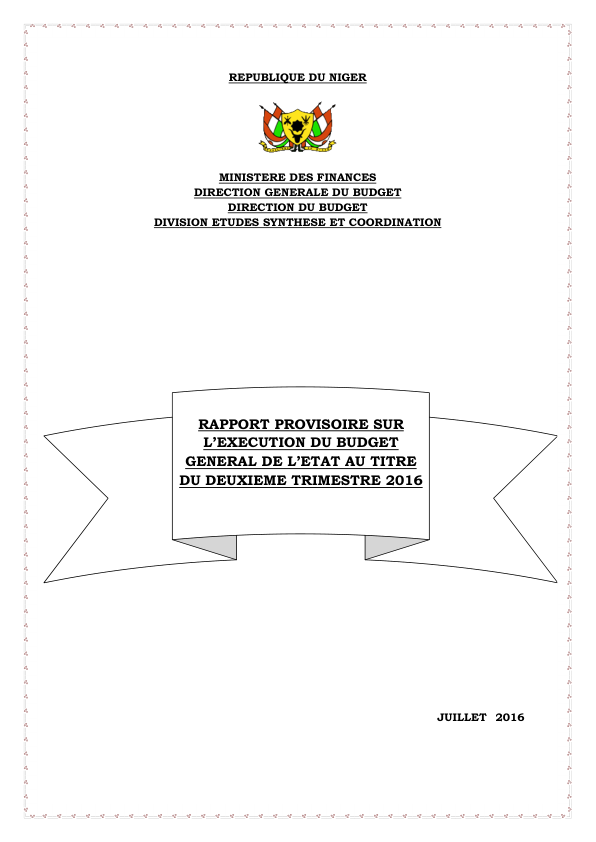 REPUBLIQUE DU NIGER
MINISTERE DES FINANCES
DIRECTION GENERALE DU BUDGET
DIRECTION DU BUDGET
DIVISION ETUDES SYNTHESE ET COORDINATION
RAPPORT PROVISOIRE SUR
L’EXECUTION DU BUDGET
GENERAL DE L’ETAT AU TITRE
DU DEUXIEME TRIMESTRE 2016
JUILLET 2016